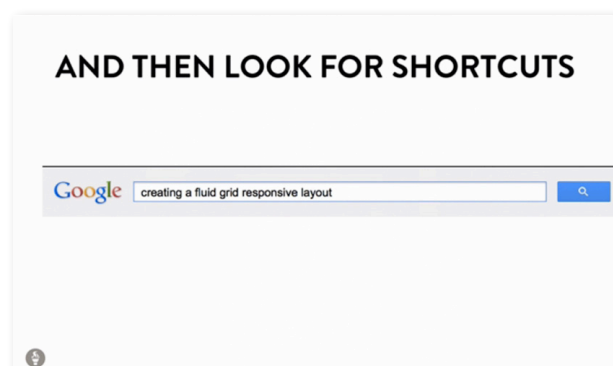 AND THEN LOOK FOR SHORTCUTS
Google creating a fluid grid responsive layout